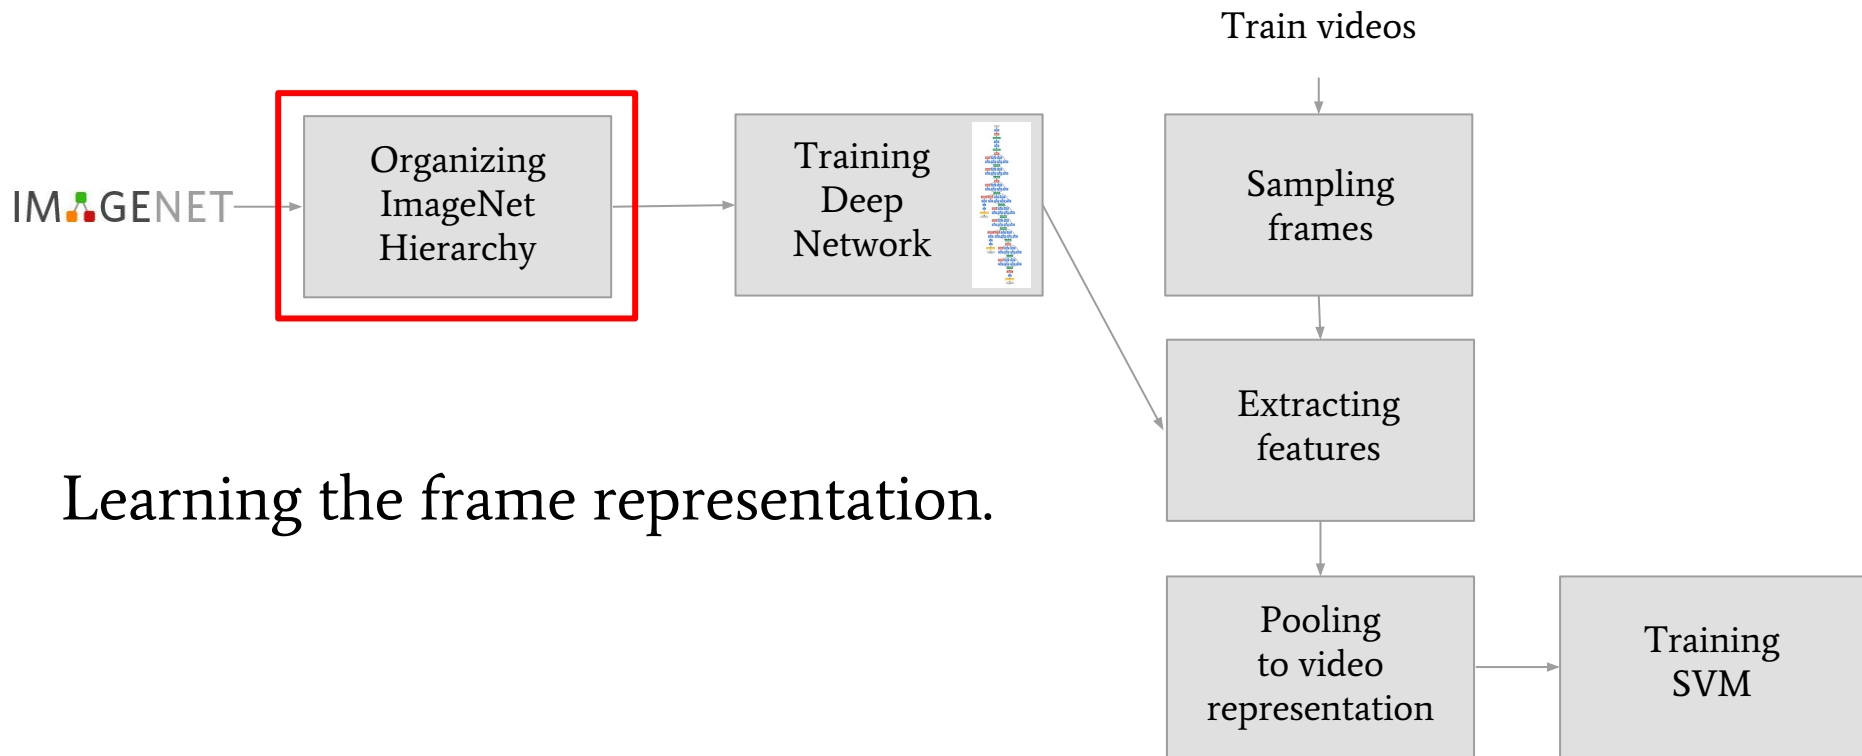 Train videos
IMAGENET
Organizing
ImageNet
Hierarchy
Training
Deep
Network
Sampling
frames
Extracting
features
Learning the frame representation.
Pooling
to video
representation
Training
SVM